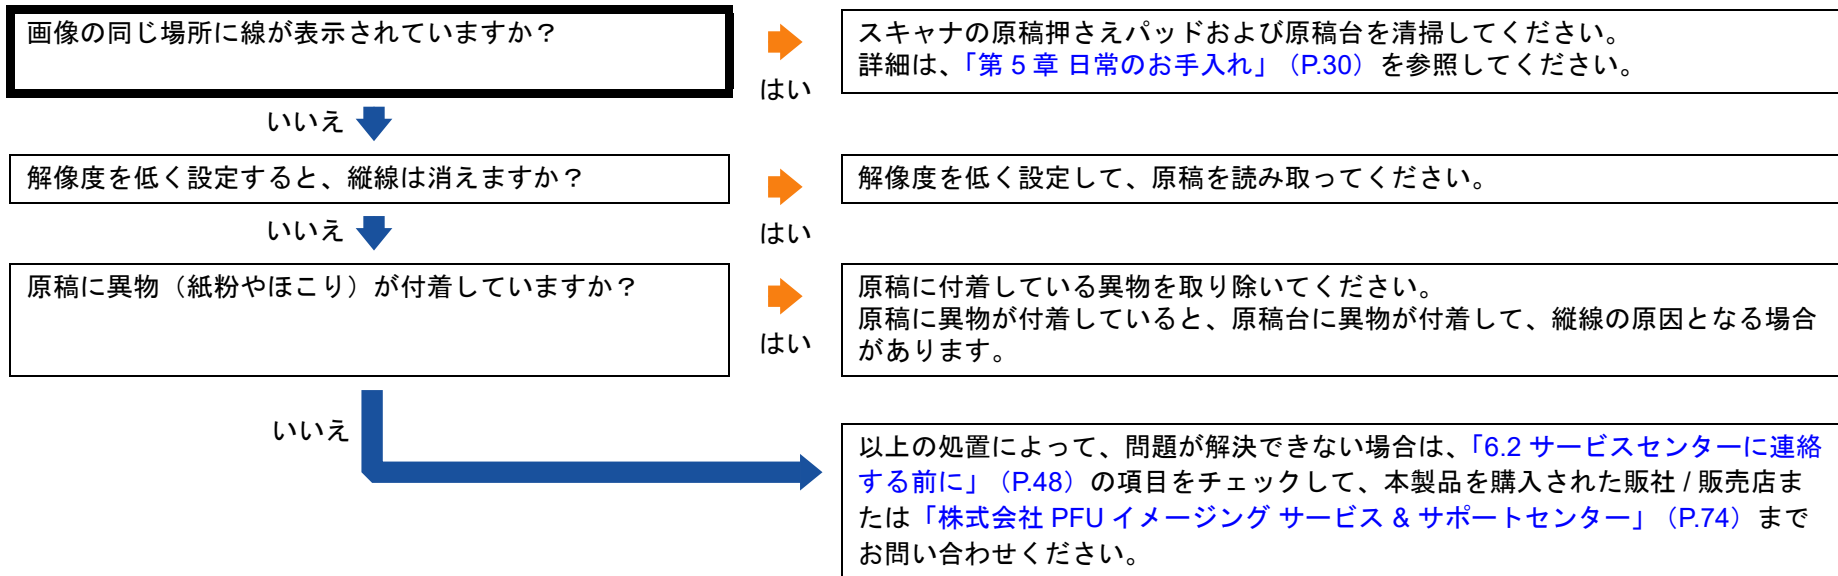 画像の同じ場所に線が表示されていますか？
はい
スキャナの原稿押さえパッドおよび原稿台を清掃してください。
詳細は、「第 5 章 日常のお手入れ」（P.30）を参照してください。
いいえ
解像度を低く設定すると、縦線は消えますか？
はい
解像度を低く設定して、原稿を読み取ってください。
いいえ
原稿に異物（紙粉やほこり）が付着していますか？
はい
原稿に付着している異物を取り除いてください。
原稿に異物が付着していると、原稿台に異物が付着して、縦線の原因となる場合
があります。
いいえ
以上の処置によって、問題が解決できない場合は、「6.2 サービスセンターに連絡
する前に」（P.48）の項目をチェックして、本製品を購入された販社 / 販売店ま
たは「株式会社 PFU イメージング サービス & サポートセンター」（P.74）まで
お問い合わせください。